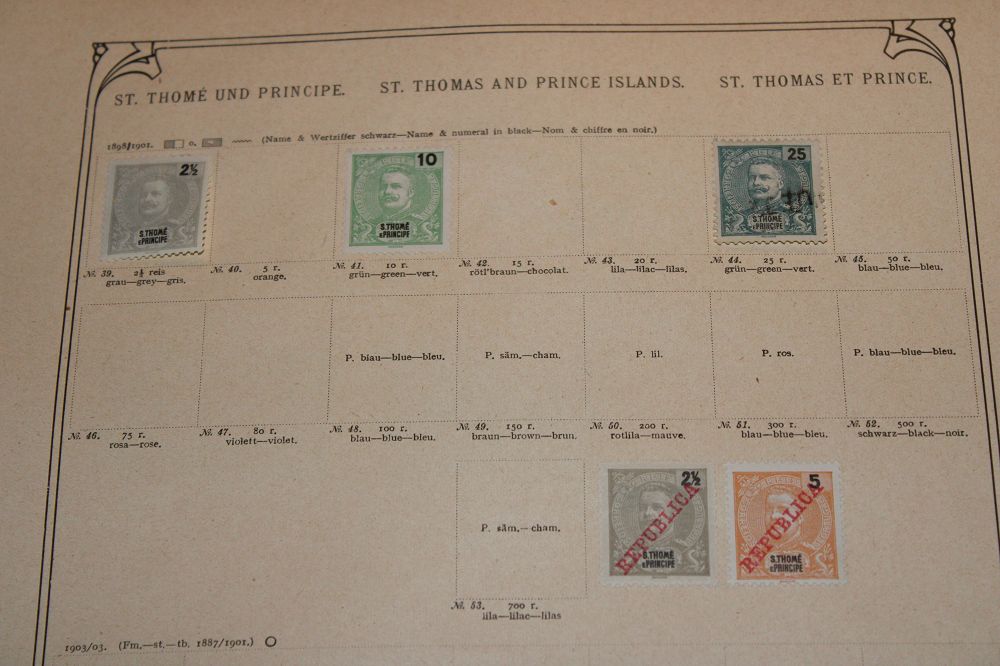 ST. THOMÉ UND PRINCIPE. ST. THOMAS AND PRINCE ISLANDS. ST. THOMAS ET PRINCE.
1898/1901. o. (Name & Wertziffer schwarz—Name & numeral in black—Nom & chiffre en noir.)
2½ 10 25
S. THOMÉ S. THOMÉ S. THOMÉ
E PRINCIPE E PRINCIPE E PRINCIPE
№. 39. 2½ reis №. 40. 5 r. №. 41. 10 r. №. 42. 15 r. №. 43. 20 r. №. 44. 25 r. №. 45. 50 r.
grau—grey—gris. orange. grün—green—vert. rötl'braun—chocolat. lila—lilac—lilas. grün—green—vert. blau—blue—bleu.
P. blau—blue—bleu. P. säm.—cham. P. lil. P. ros. P. blau—blue—bleu.
№. 46. 75 r. №. 47. 80 r. №. 48. 100 r. №. 49. 150 r. №. 50. 200 r. №. 51. 300 r. №. 52. 500 r.
rosa—rose. violett—violet. blau—blue—bleu. braun—brown—brun. rotlila—mauve. blau—blue—bleu. schwarz—black—noir.
2½ 5
REPUBLICA REPUBLICA
P. säm.—cham.
S. THOMÉ S. THOMÉ
E PRINCIPE E PRINCIPE
№. 53. 700 r.
lila—lilac—lilas
1903/03. (Fm.—st.—tb. 1887/1901.)